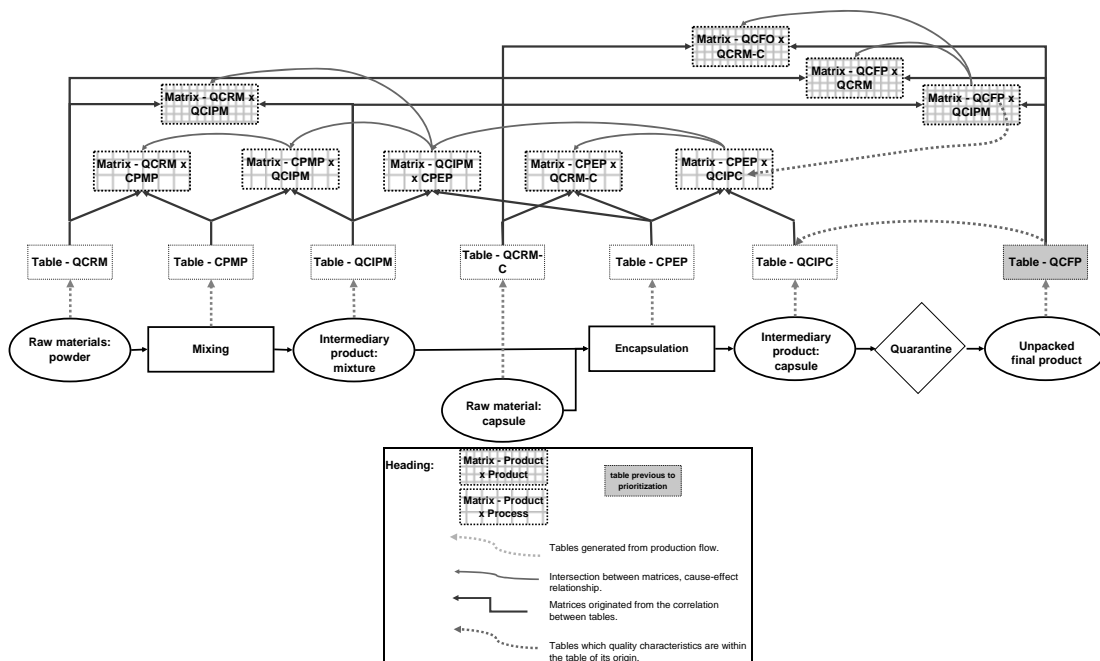 Matrix - QCFO x
QCRM-C
Matrix - QCFP x
QCRM
Matrix - QCRM x
QCIPM
Matrix - QCFP x
QCIPM
Matrix - QCRM x
CPMP
Matrix - CPMP x
QCIPM
Matrix - QCIPM
x CPEP
Matrix - CPEP x
QCRM-C
Matrix - CPEP x
QCIPC
Table - QCRM
Table - CPMP
Table - QCIPM
Table - QCRM-
C
Table - CPEP
Table - QCIPC
Table - QCFP
Raw materials:
powder
Mixing
Intermediary
product:
mixture
Encapsulation
Intermediary
product:
capsule
Quarantine
Unpacked
final product
Raw material:
capsule
Heading:
Matrix - Product
x Product
table previous to
prioritization
Matrix - Product
x Process
Tables generated from production flow.
Intersection between matrices, cause-effect
relationship.
Matrices originated from the correlation
between tables.
Tables which quality characteristics are within
the table of its origin.